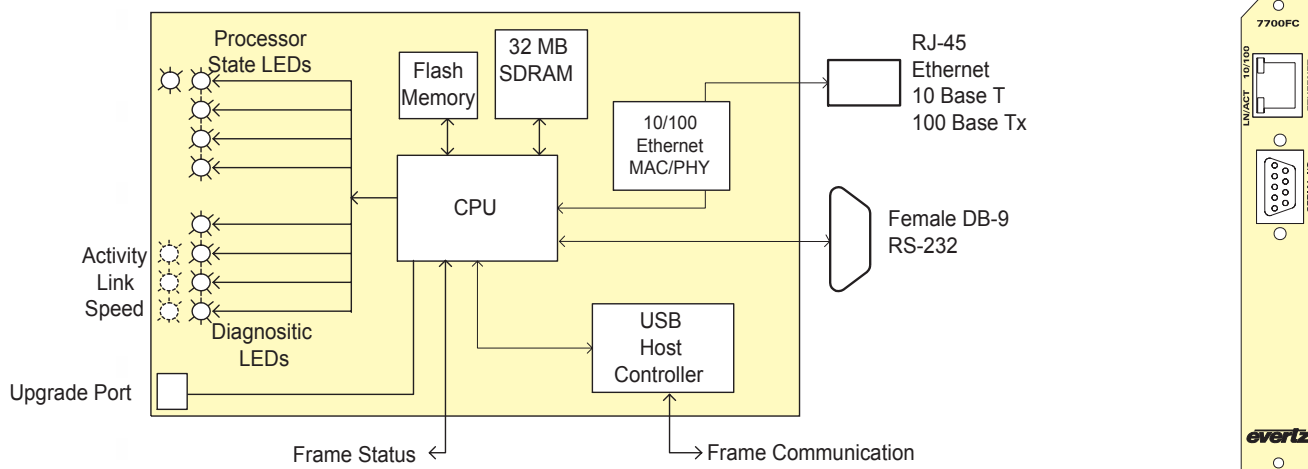 Processor
State LEDs
Flash
Memory
32 MB
SDRAM
10/100
Ethernet
MAC/PHY
RJ-45
Ethernet
10 Base T
100 Base Tx
CPU
Female DB-9
RS-232
Activity
Link
Speed
Diagnositic
LEDs
USB
Host
Controller
Upgrade Port
Frame Status
Frame Communication
7700FC
LN/ACT 10/100
evertz